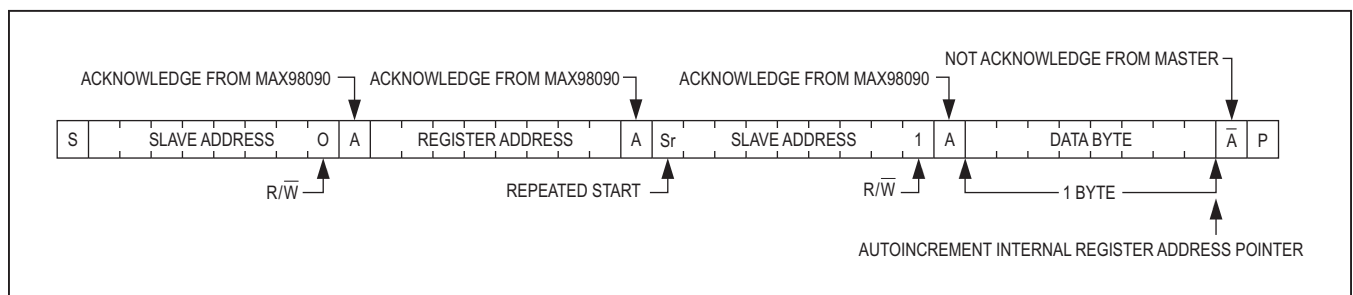 NOT ACKNOWLEDGE FROM MASTER
ACKNOWLEDGE FROM MAX98090 ACKNOWLEDGE FROM MAX98090 ACKNOWLEDGE FROM MAX98090
S SLAVE ADDRESS 0 A REGISTER ADDRESS A Sr SLAVE ADDRESS 1 A DATA BYTE A̅ P
R/W̅ REPEATED START R/W̅ 1 BYTE
AUTOINCREMENT INTERNAL REGISTER ADDRESS POINTER